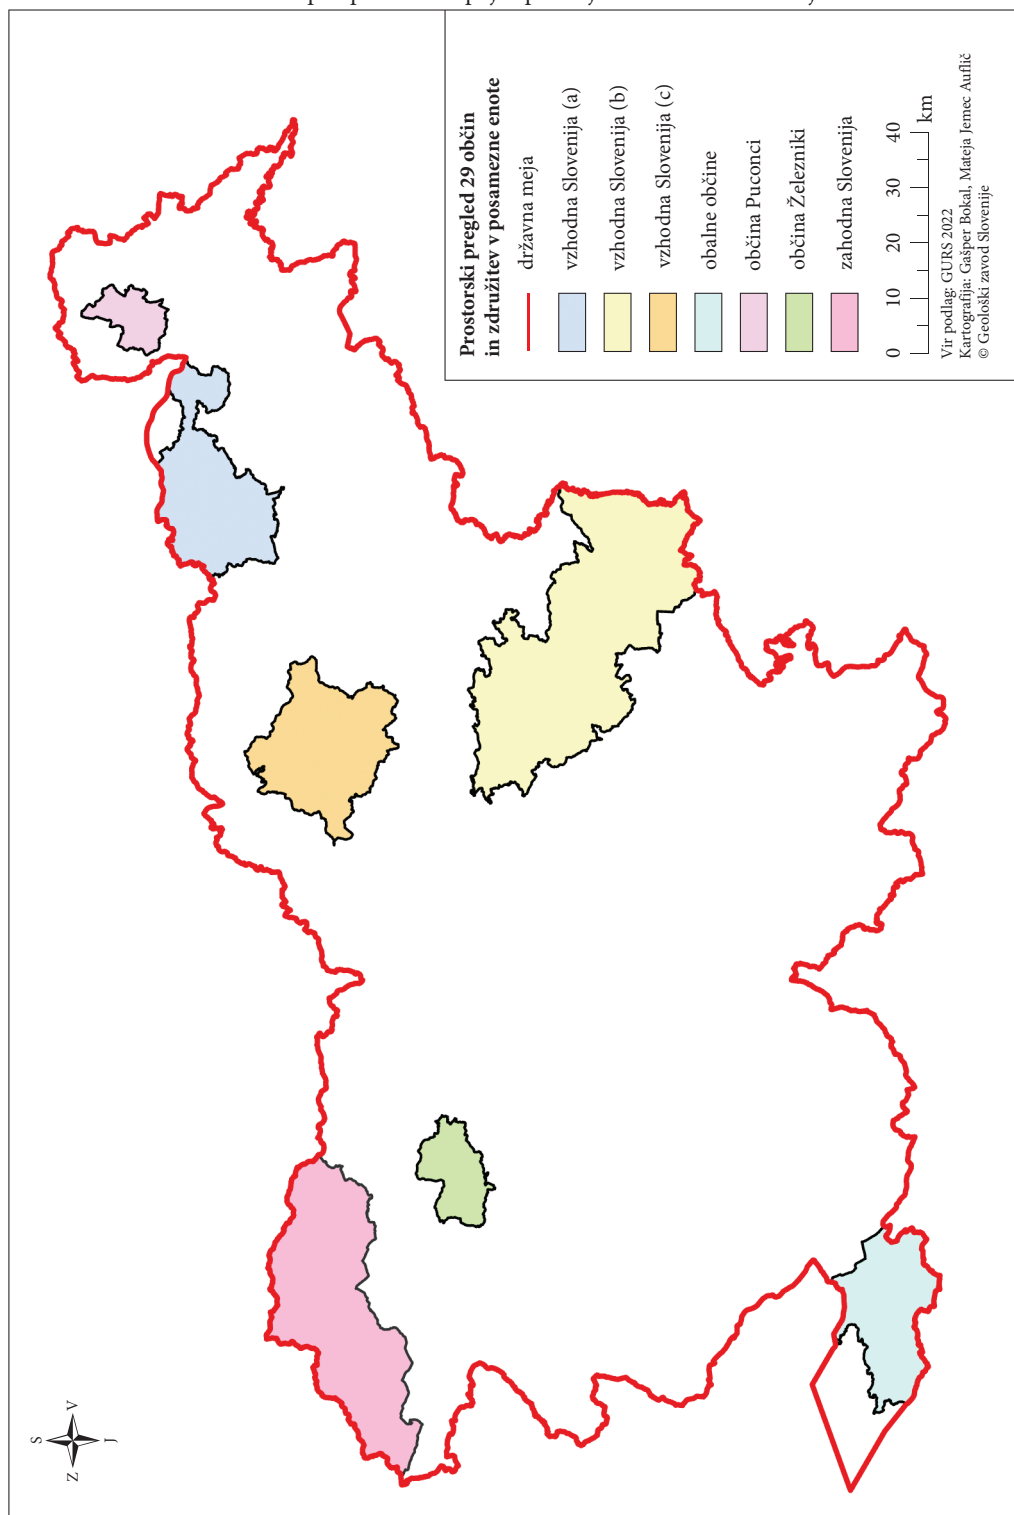 Prostorski pregled 29 občin
in združitev v posamezne enote
državna meja
vzhodna Slovenija (a)
vzhodna Slovenija (b)
vzhodna Slovenija (c)
obalne občine
občina Puconci
občina Železniki
zahodna Slovenija
0 10 20 30 40
km
Vir podlag: GURS 2022
Kartografija: Gašper Bokal, Mateja Jemec Auflič
© Geološki zavod Slovenije
S
Z V
J